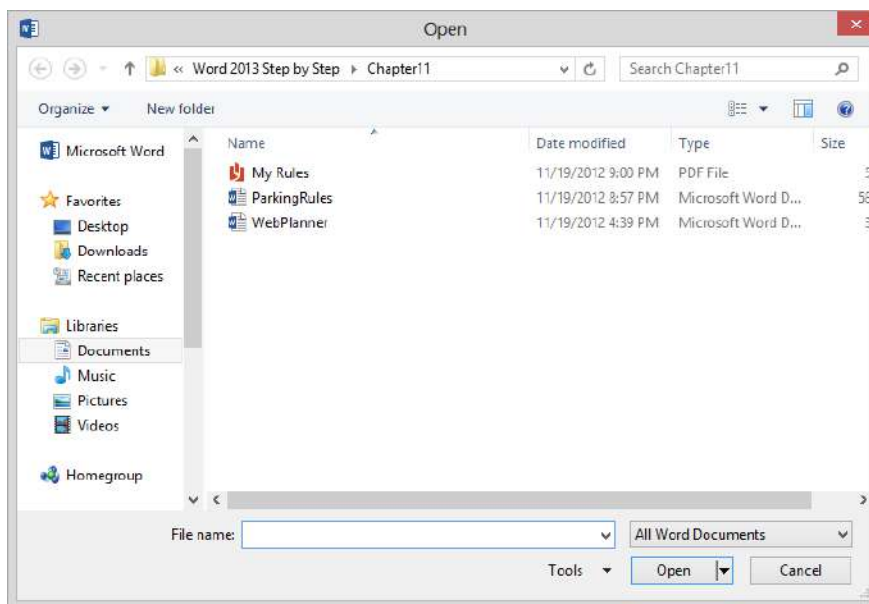 Open
« Word 2013 Step by Step Chapter11
Search Chapter11
Organize New folder
Name Date modified Type Size
My Rules 11/19/2012 9:00 PM PDF File
ParkingRules 11/19/2012 8:57 PM Microsoft Word D...
WebPlanner 11/19/2012 4:39 PM Microsoft Word D...
Microsoft Word
Favorites
Desktop
Downloads
Recent places
Libraries
Documents
Music
Pictures
Videos
Homegroup
File name: All Word Documents
Tools Open Cancel